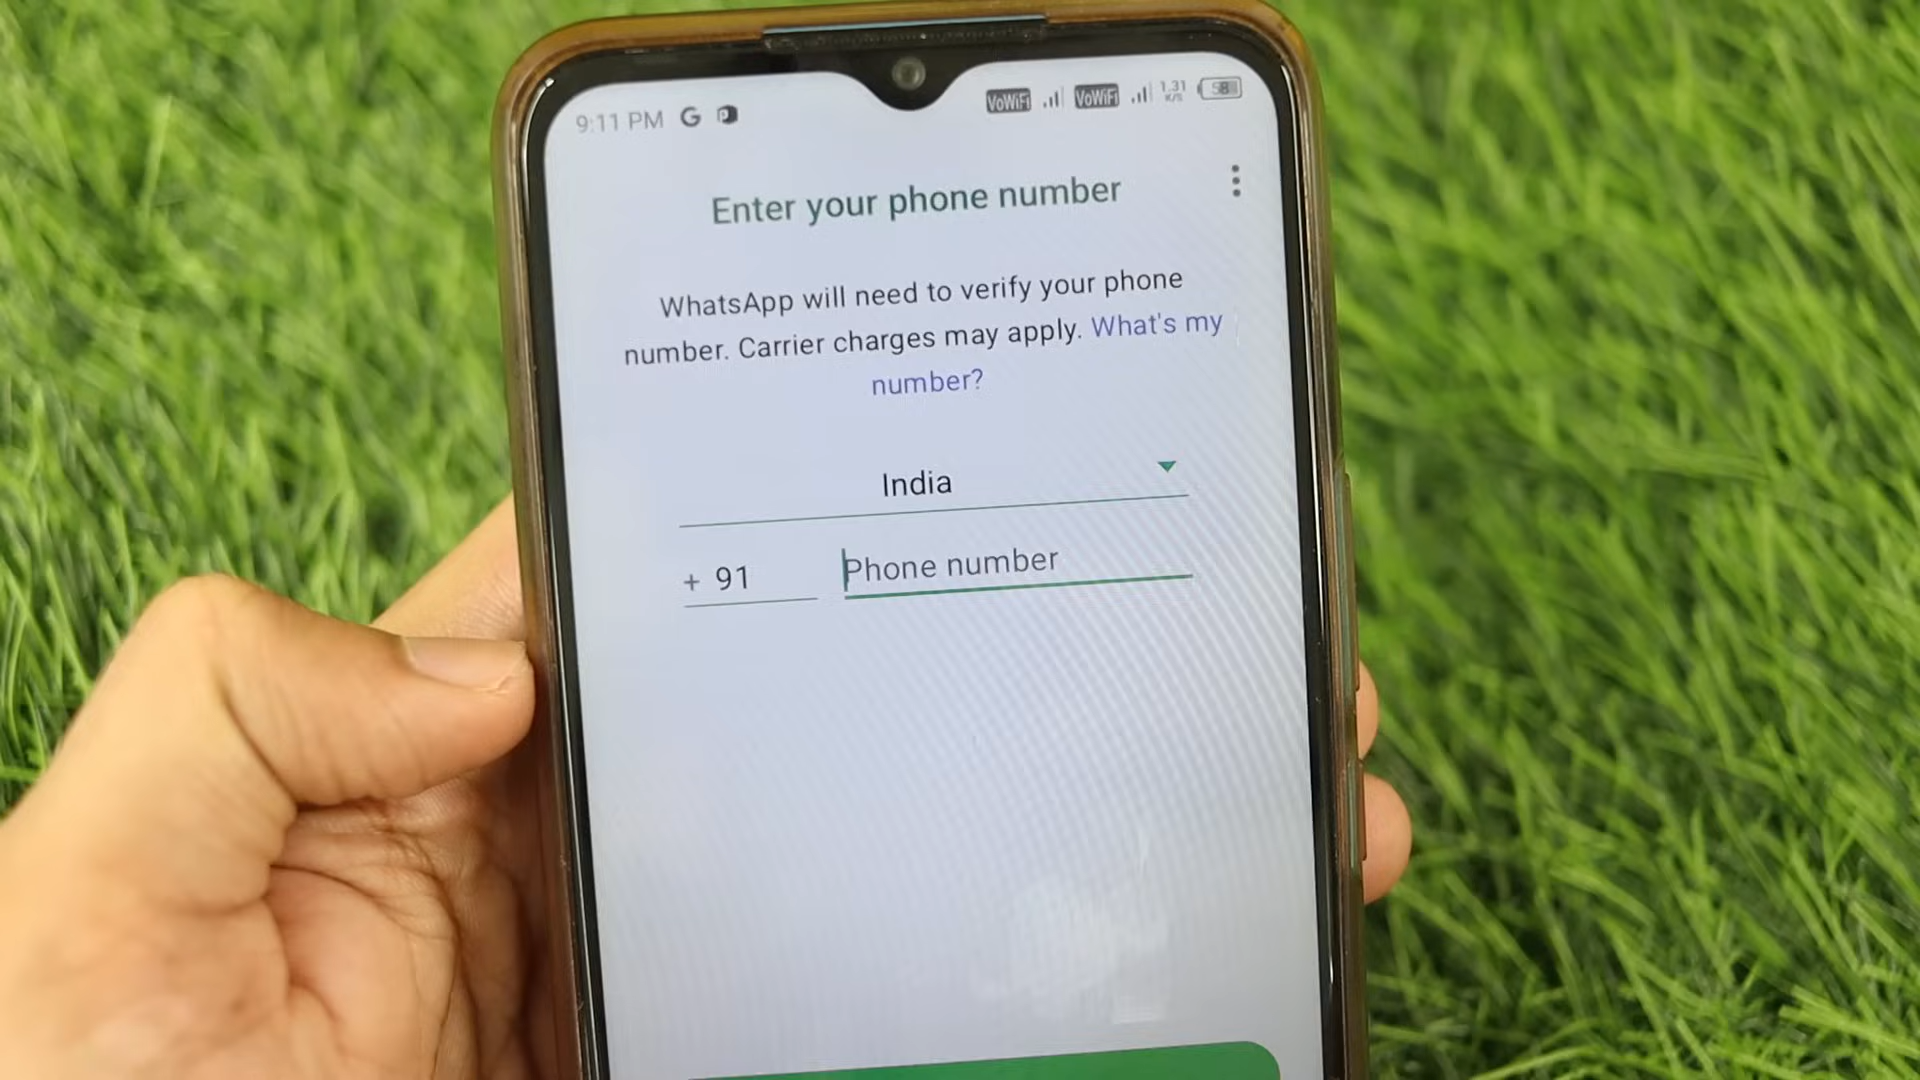 9:11 PM G P VoWiFi VoWiFi 1.31 K/S 58
Enter your phone number
WhatsApp will need to verify your phone
number. Carrier charges may apply. What's my
number?
India
+ 91 Phone number